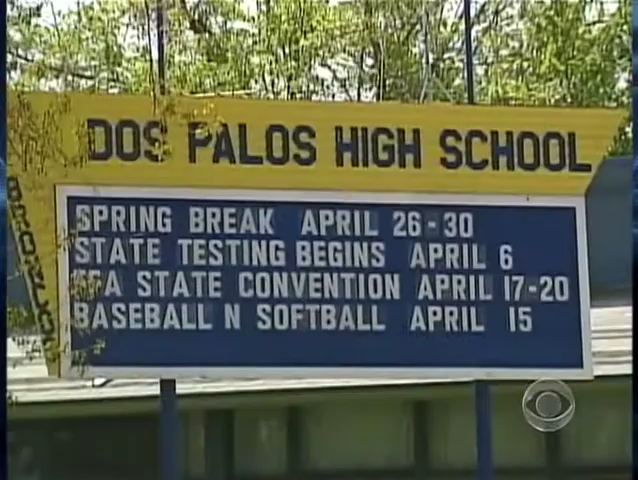 DOS PALOS HIGH SCHOOL
SPRING BREAK APRIL 26-30
STATE TESTING BEGINS APRIL 6
FFA STATE CONVENTION APRIL 17-20
BASEBALL N SOFTBALL APRIL 15